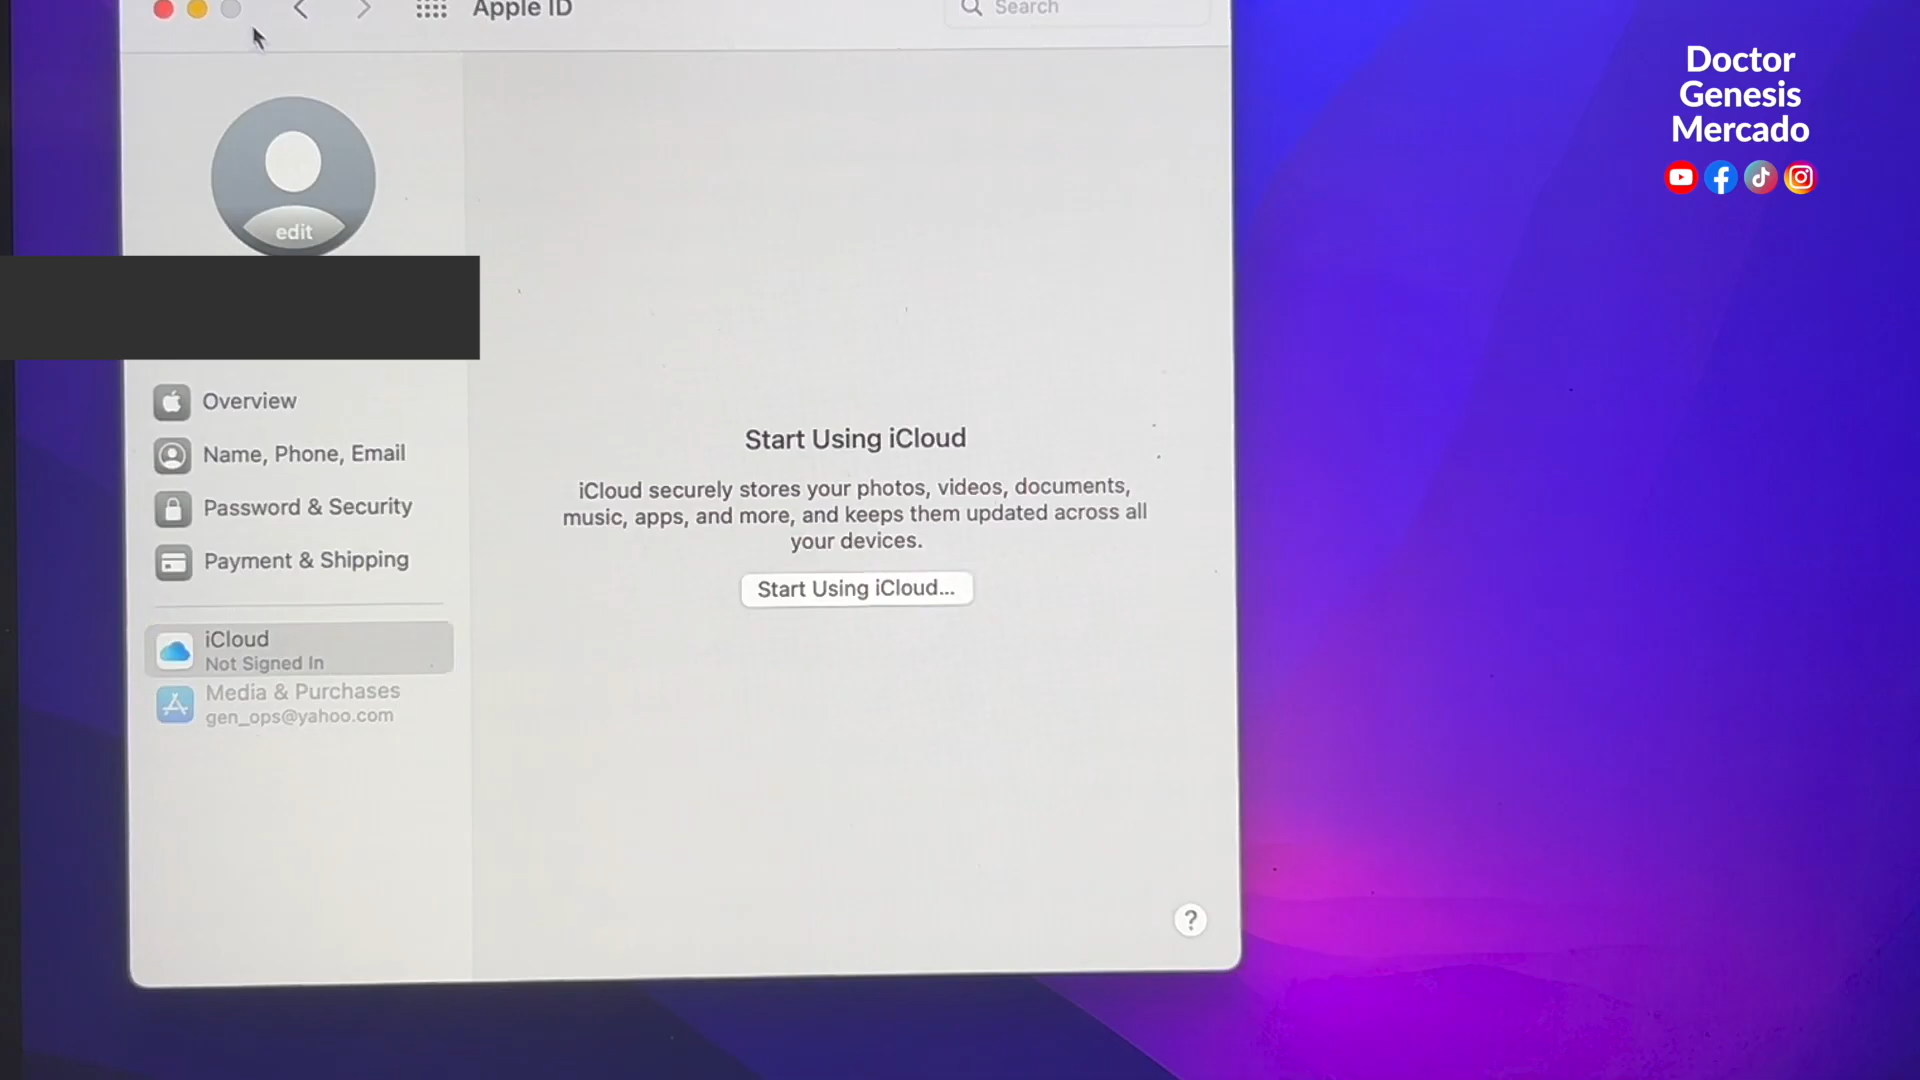 Apple ID
Search
Doctor
Genesis
Mercado
edit
Overview
Name, Phone, Email
Password & Security
Payment & Shipping
iCloud
Not Signed In
Media & Purchases
gen_ops@yahoo.com
Start Using iCloud
iCloud securely stores your photos, videos, documents,
music, apps, and more, and keeps them updated across all
your devices.
Start Using iCloud...
?